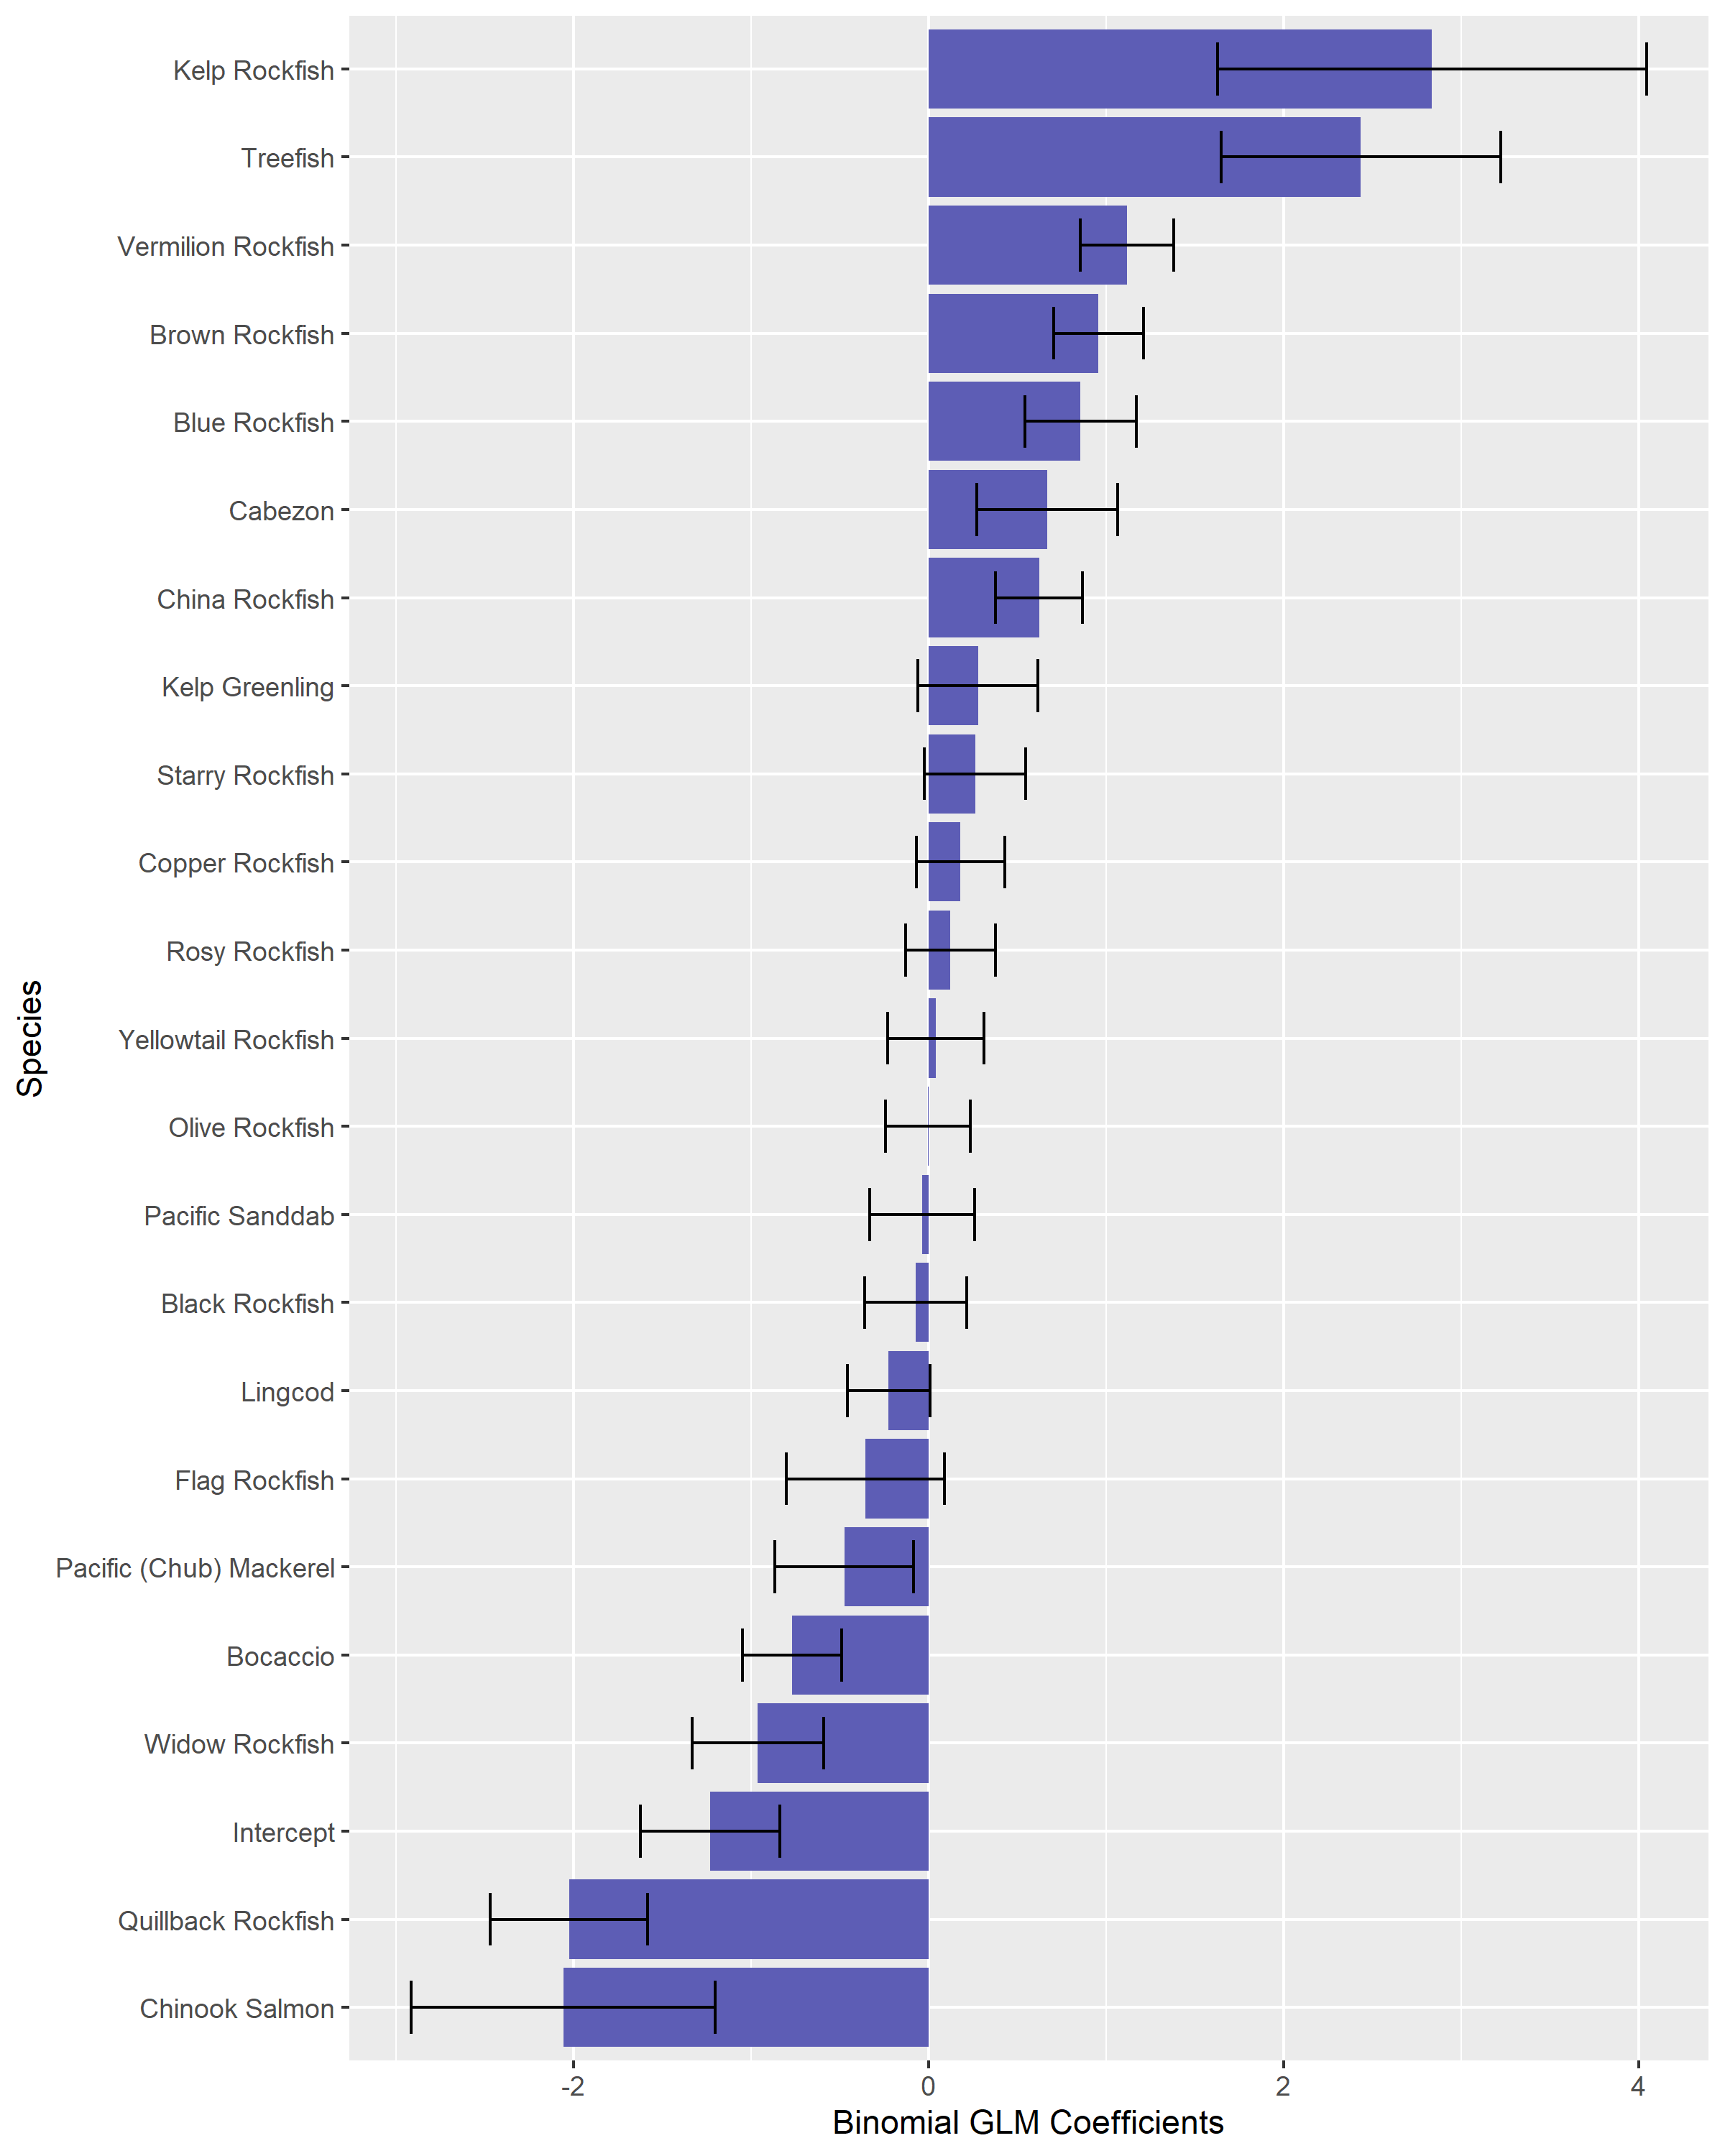 Kelp Rockfish
Treefish
Vermilion Rockfish
Brown Rockfish
Blue Rockfish
Cabezon
China Rockfish
Kelp Greenling
Starry Rockfish
Copper Rockfish
Rosy Rockfish
Yellowtail Rockfish
Olive Rockfish
Pacific Sanddab
Black Rockfish
Lingcod
Flag Rockfish
Pacific (Chub) Mackerel
Bocaccio
Widow Rockfish
Intercept
Quillback Rockfish
Chinook Salmon
Species
-2 0 2 4
Binomial GLM Coefficients